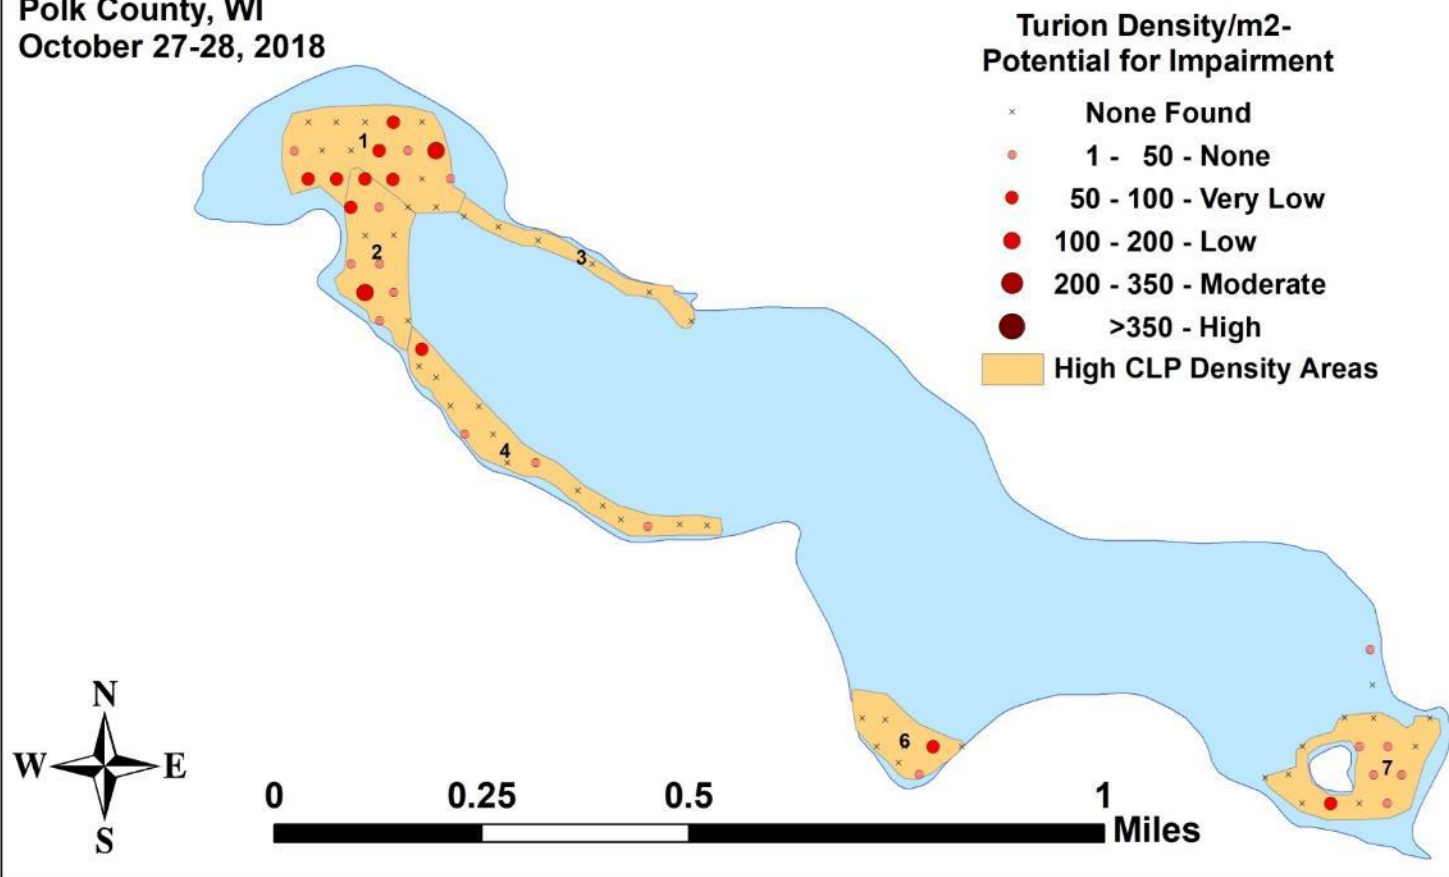 Polk County, WI
October 27-28, 2018
Turion Density/m2-
Potential for Impairment
None Found
1 - 50 - None
50 - 100 - Very Low
100 - 200 - Low
200 - 350 - Moderate
>350 - High
High CLP Density Areas
1
2
3
4
6
7
N
W E
S
0 0.25 0.5 1
Miles